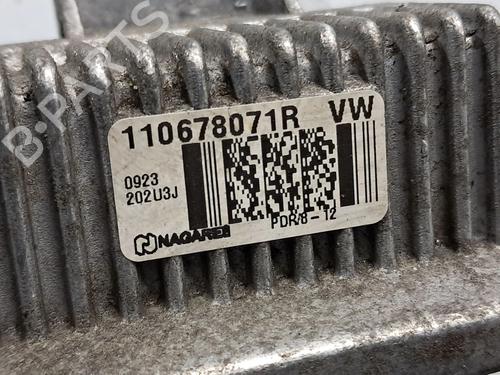 110678071R VW
0923
202U3J
NAGARES PDR/8-12
B-PARTS